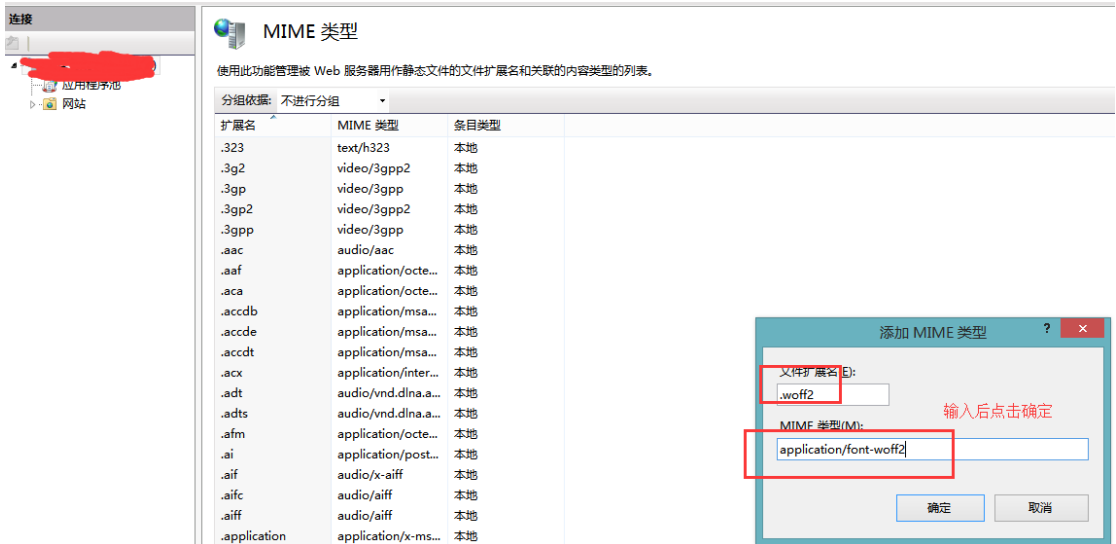 连接
MIME 类型
使用此功能管理被 Web 服务器用作静态文件的文件扩展名和关联的内容类型的列表。
应用程序池
网站
分组依据: 不进行分组
扩展名 MIME 类型 条目类型
.323 text/h323 本地
.3g2 video/3gpp2 本地
.3gp video/3gpp 本地
.3gp2 video/3gpp2 本地
.3gpp video/3gpp 本地
.aac audio/aac 本地
.aaf application/octe... 本地
.aca application/octe... 本地
.accdb application/msa... 本地
.accde application/msa... 本地
.accdt application/msa... 本地
.acx application/inter... 本地
.adt audio/vnd.dlna.a... 本地
.adts audio/vnd.dlna.a... 本地
.afm application/octe... 本地
.ai application/post... 本地
.aif audio/x-aiff 本地
.aifc audio/aiff 本地
.aiff audio/aiff 本地
.application application/x-ms... 本地
添加 MIME 类型 ? ×
文件扩展名(E):
.woff2
输入后点击确定
MIME 类型(M):
application/font-woff2
确定 取消